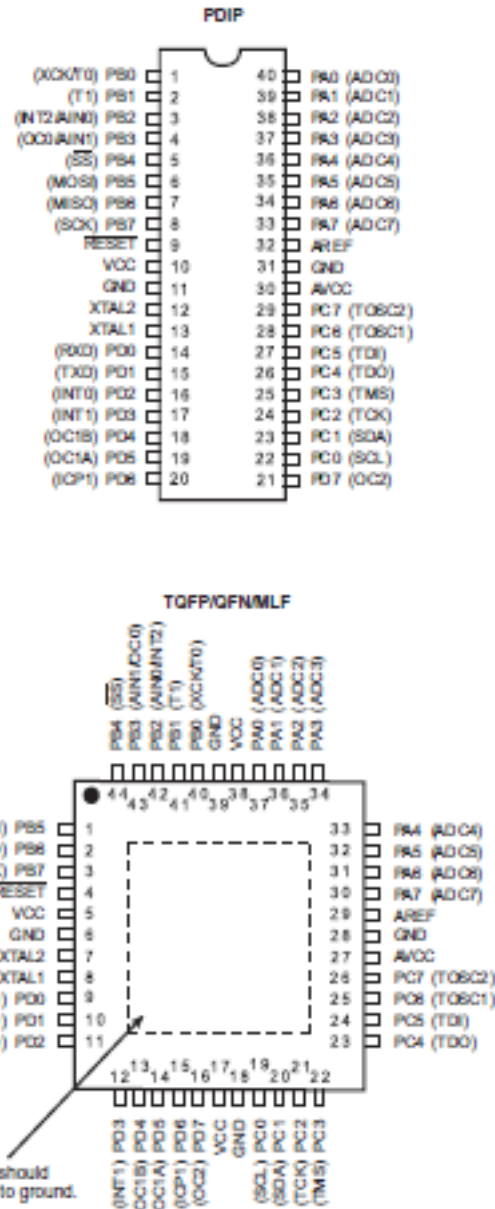 PDIP
(XCK/T0) PB0 1 40 PA0 (ADC0)
(T1) PB1 2 39 PA1 (ADC1)
(INT2/AIN0) PB2 3 38 PA2 (ADC2)
(OC0/AIN1) PB3 4 37 PA3 (ADC3)
(SS) PB4 5 36 PA4 (ADC4)
(MOSI) PB5 6 35 PA5 (ADC5)
(MISO) PB6 7 34 PA6 (ADC6)
(SCK) PB7 8 33 PA7 (ADC7)
RESET 9 32 AREF
VCC 10 31 GND
GND 11 30 AVCC
XTAL2 12 29 PC7 (TOSC2)
XTAL1 13 28 PC6 (TOSC1)
(RXD) PD0 14 27 PC5 (TDI)
(TXD) PD1 15 26 PC4 (TDO)
(INT0) PD2 16 25 PC3 (TMS)
(INT1) PD3 17 24 PC2 (TCK)
(OC1B) PD4 18 23 PC1 (SDA)
(OC1A) PD5 19 22 PC0 (SCL)
(ICP1) PD6 20 21 PD7 (OC2)
TQFP/QFN/MLF
PB4 (SS)
PB3 (AIN1/OC0)
PB2 (AIN0/INT2)
PB1 (T1)
PB0 (XCK/T0)
GND
VCC
PA0 (ADC0)
PA1 (ADC1)
PA2 (ADC2)
PA3 (ADC3)
44 43 42 41 40 39 38 37 36 35 34
) PB5 1 33 PA4 (ADC4)
) PB6 2 32 PA5 (ADC5)
) PB7 3 31 PA6 (ADC6)
RESET 4 30 PA7 (ADC7)
VCC 5 29 AREF
GND 6 28 GND
XTAL2 7 27 AVCC
XTAL1 8 26 PC7 (TOSC2)
) PD0 9 25 PC6 (TOSC1)
) PD1 10 24 PC5 (TDI)
) PD2 11 23 PC4 (TDO)
12 13 14 15 16 17 18 19 20 21 22
(INT1) PD3
(OC1B) PD4
(OC1A) PD5
(ICP1) PD6
(OC2) PD7
VCC
GND
(SCL) PC0
(SDA) PC1
(TCK) PC2
(TMS) PC3
should
to ground.